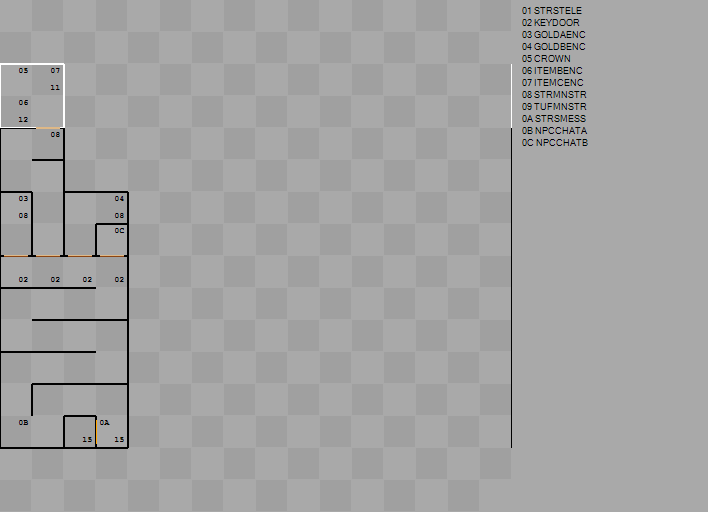 01 STRSTELE
02 KEYDOOR
03 GOLDAENC
04 GOLDBENC
05 CROWN
06 ITEMBENC
07 ITEMCENC
08 STRMNSTR
09 TUFMNSTR
0A STRSMESS
0B NPCCHATA
0C NPCCHATB
05 07
11
06
12
08
03 04
08 08
0C
02 02 02 02
0B 0A
15 15